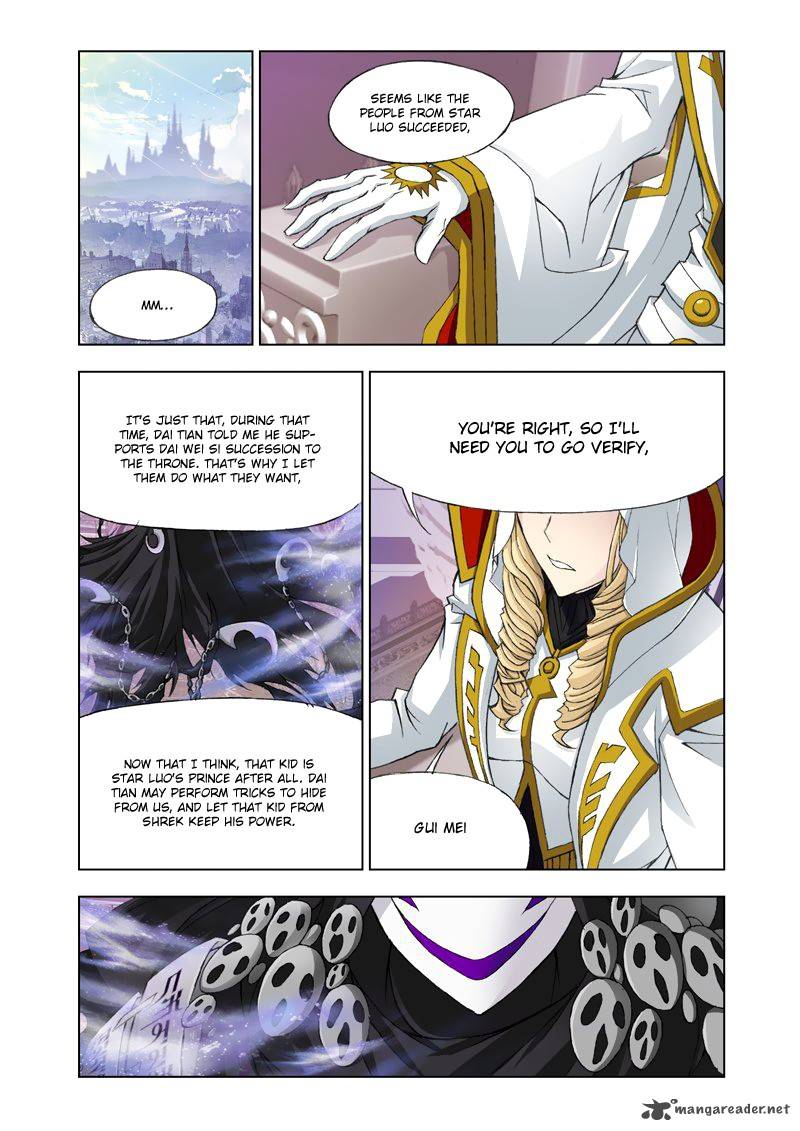 SEEMS LIKE THE
PEOPLE FROM STAR
LUO SUCCEEDED,
MM...
IT'S JUST THAT, DURING THAT
TIME, DAI TIAN TOLD ME HE SUP-
PORTS DAI WEI SI SUCCESSION TO
THE THRONE. THAT'S WHY I LET
THEM DO WHAT THEY WANT,
NOW THAT I THINK, THAT KID IS
STAR LUO'S PRINCE AFTER ALL. DAI
TIAN MAY PERFORM TRICKS TO HIDE
FROM US, AND LET THAT KID FROM
SHREK KEEP HIS POWER.
YOU'RE RIGHT, SO I'LL
NEED YOU TO GO VERIFY,
GUI MEI
mangareader.net